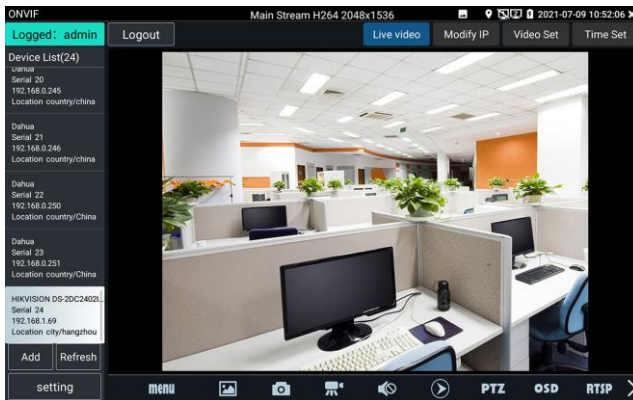 ONVIF
Main Stream H264 2048x1536
2021-07-09 10:52:06
Logged: admin
Logout
Live video
Modify IP
Video Set
Time Set
Device List(24)
Dahua
Serial 20
192.168.0.245
Location country/china
Dahua
Serial 21
192.168.0.246
Location country/china
Dahua
Serial 22
192.168.0.250
Location country/China
Dahua
Serial 23
192.168.0.251
Location country/China
HIKVISION DS-2DC2402I...
Serial 24
192.168.1.69
Location city/hangzhou
Add
Refresh
setting
menu
PTZ
OSD
RTSP